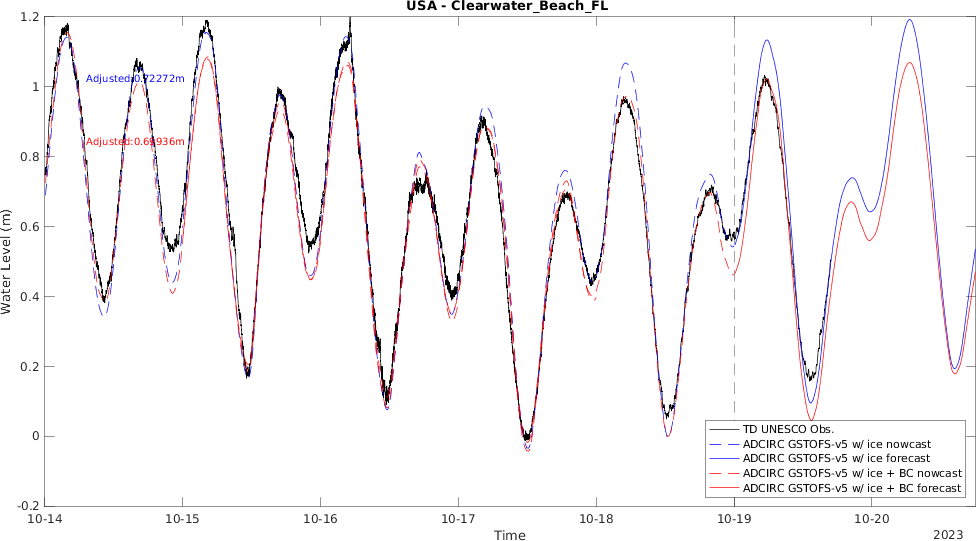 USA - Clearwater_Beach_FL
Water Level (m)
1.2
1
0.8
0.6
0.4
0.2
0
-0.2
Adjusted:0.72272m
Adjusted:0.69936m
TD UNESCO Obs.
ADCIRC GSTOFS-v5 w/ ice nowcast
ADCIRC GSTOFS-v5 w/ ice forecast
ADCIRC GSTOFS-v5 w/ ice + BC nowcast
ADCIRC GSTOFS-v5 w/ ice + BC forecast
10-14 10-15 10-16 10-17 10-18 10-19 10-20
Time
2023